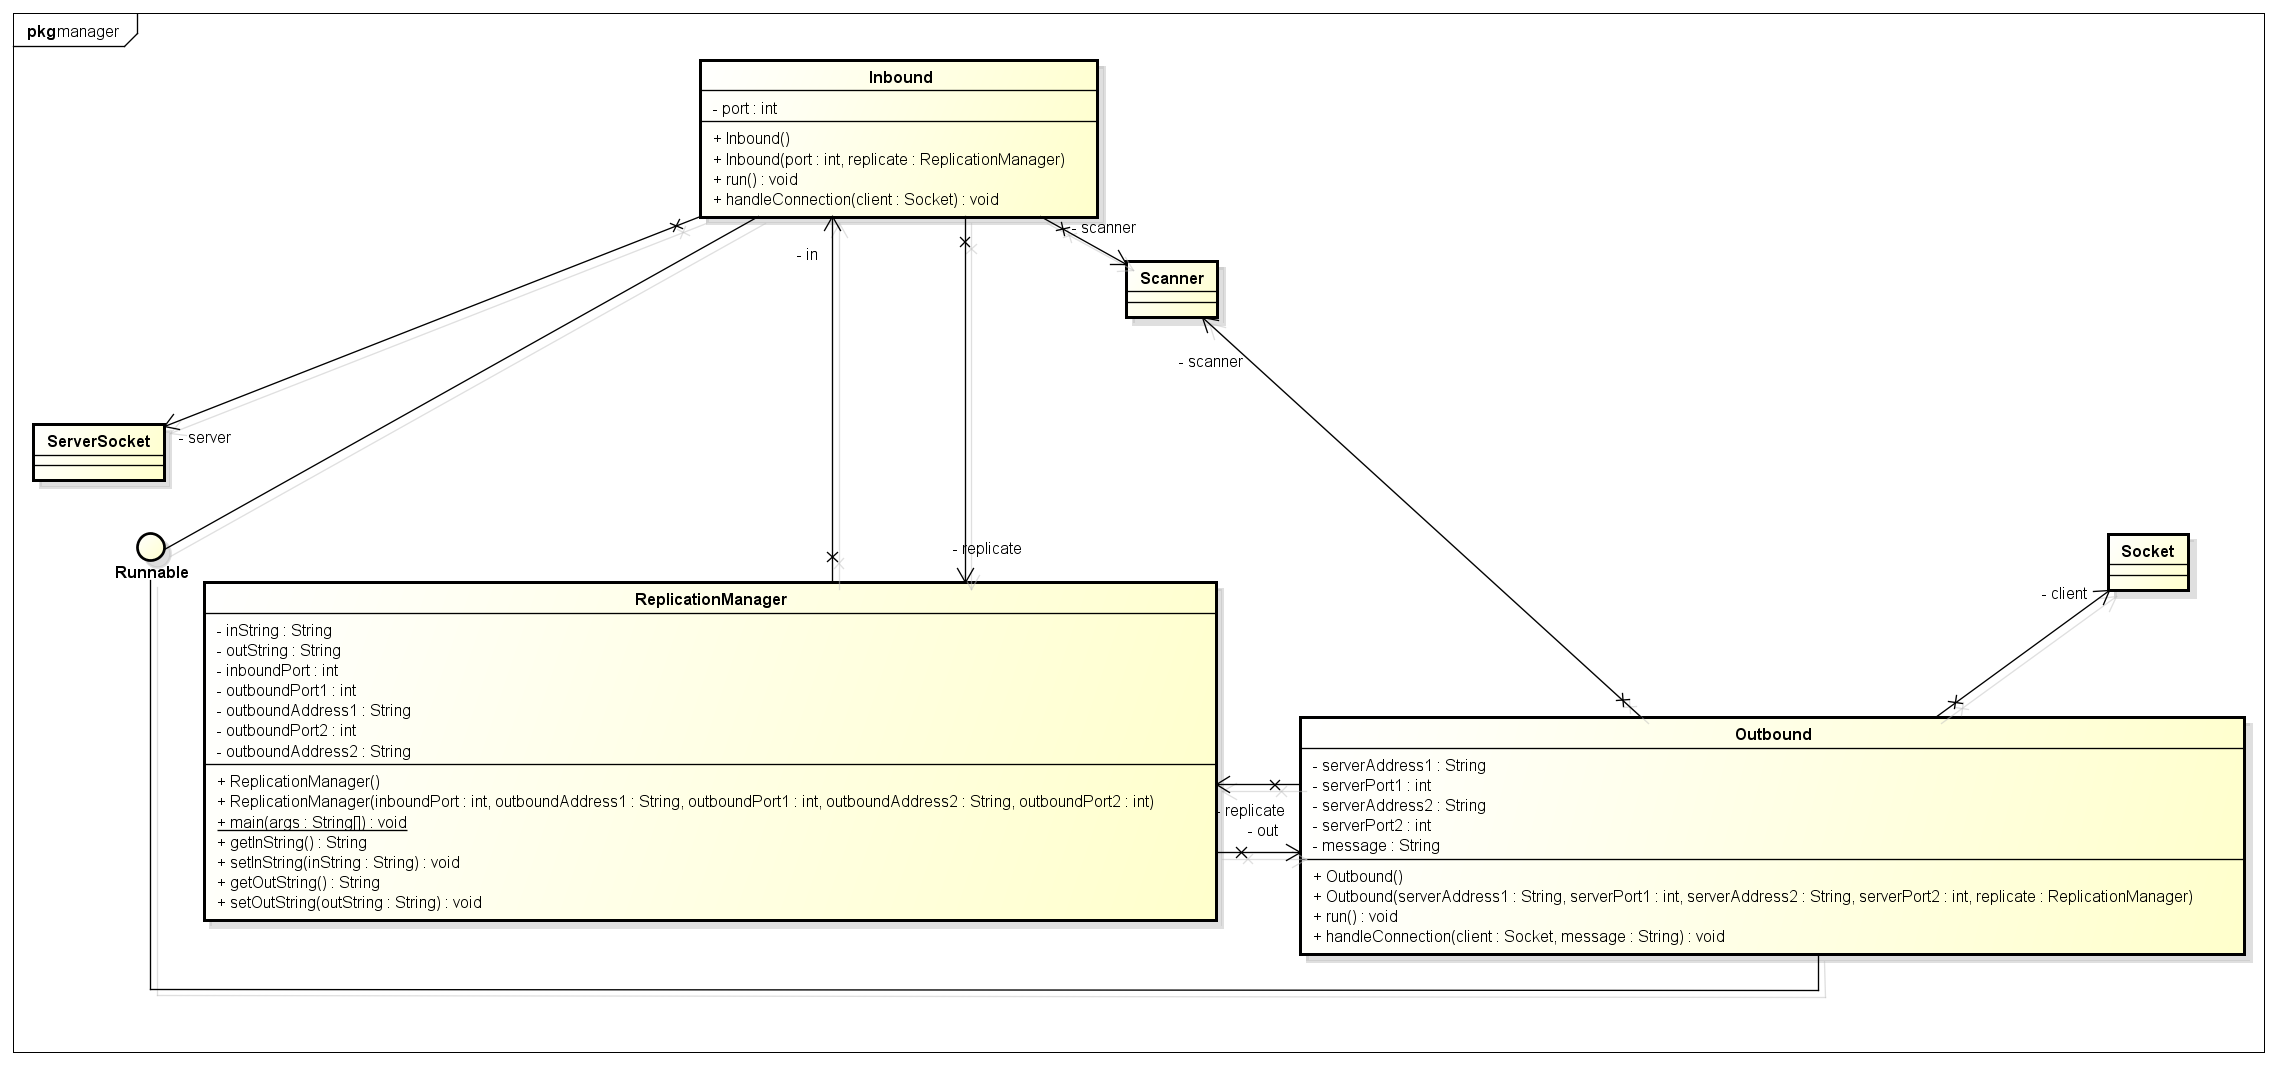 pkg manager
Inbound
- port : int
+ Inbound()
+ Inbound(port : int, replicate : ReplicationManager)
+ run() : void
+ handleConnection(client : Socket) : void
- scanner
- in
Scanner
- scanner
ServerSocket
- server
- replicate
Runnable
Socket
- client
ReplicationManager
- inString : String
- outString : String
- inboundPort : int
- outboundPort1 : int
- outboundAddress1 : String
- outboundPort2 : int
- outboundAddress2 : String
+ ReplicationManager()
+ ReplicationManager(inboundPort : int, outboundAddress1 : String, outboundPort1 : int, outboundAddress2 : String, outboundPort2 : int)
+ main(args : String[]) : void
+ getInString() : String
+ setInString(inString : String) : void
+ getOutString() : String
+ setOutString(outString : String) : void
- replicate
- out
Outbound
- serverAddress1 : String
- serverPort1 : int
- serverAddress2 : String
- serverPort2 : int
- message : String
+ Outbound()
+ Outbound(serverAddress1 : String, serverPort1 : int, serverAddress2 : String, serverPort2 : int, replicate : ReplicationManager)
+ run() : void
+ handleConnection(client : Socket, message : String) : void